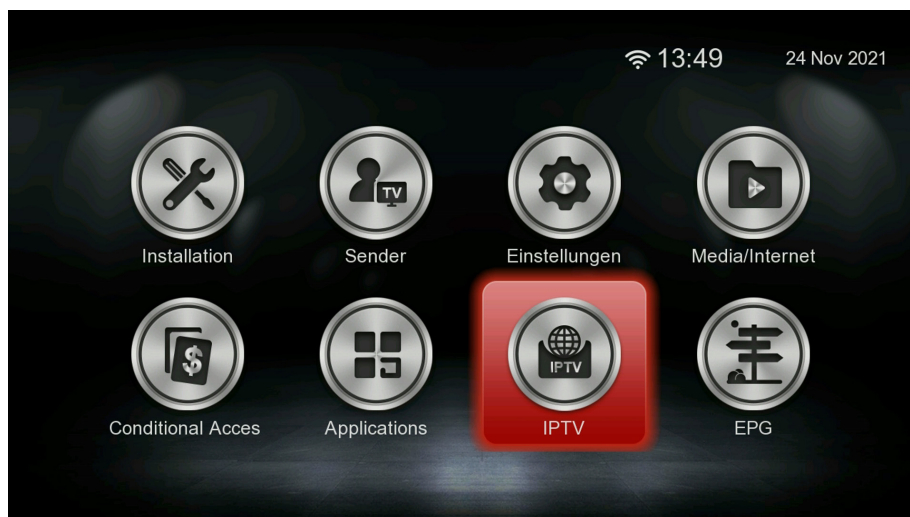 13:49 24 Nov 2021
TV
Installation Sender Einstellungen Media/Internet
$ IPTV
Conditional Acces Applications IPTV EPG